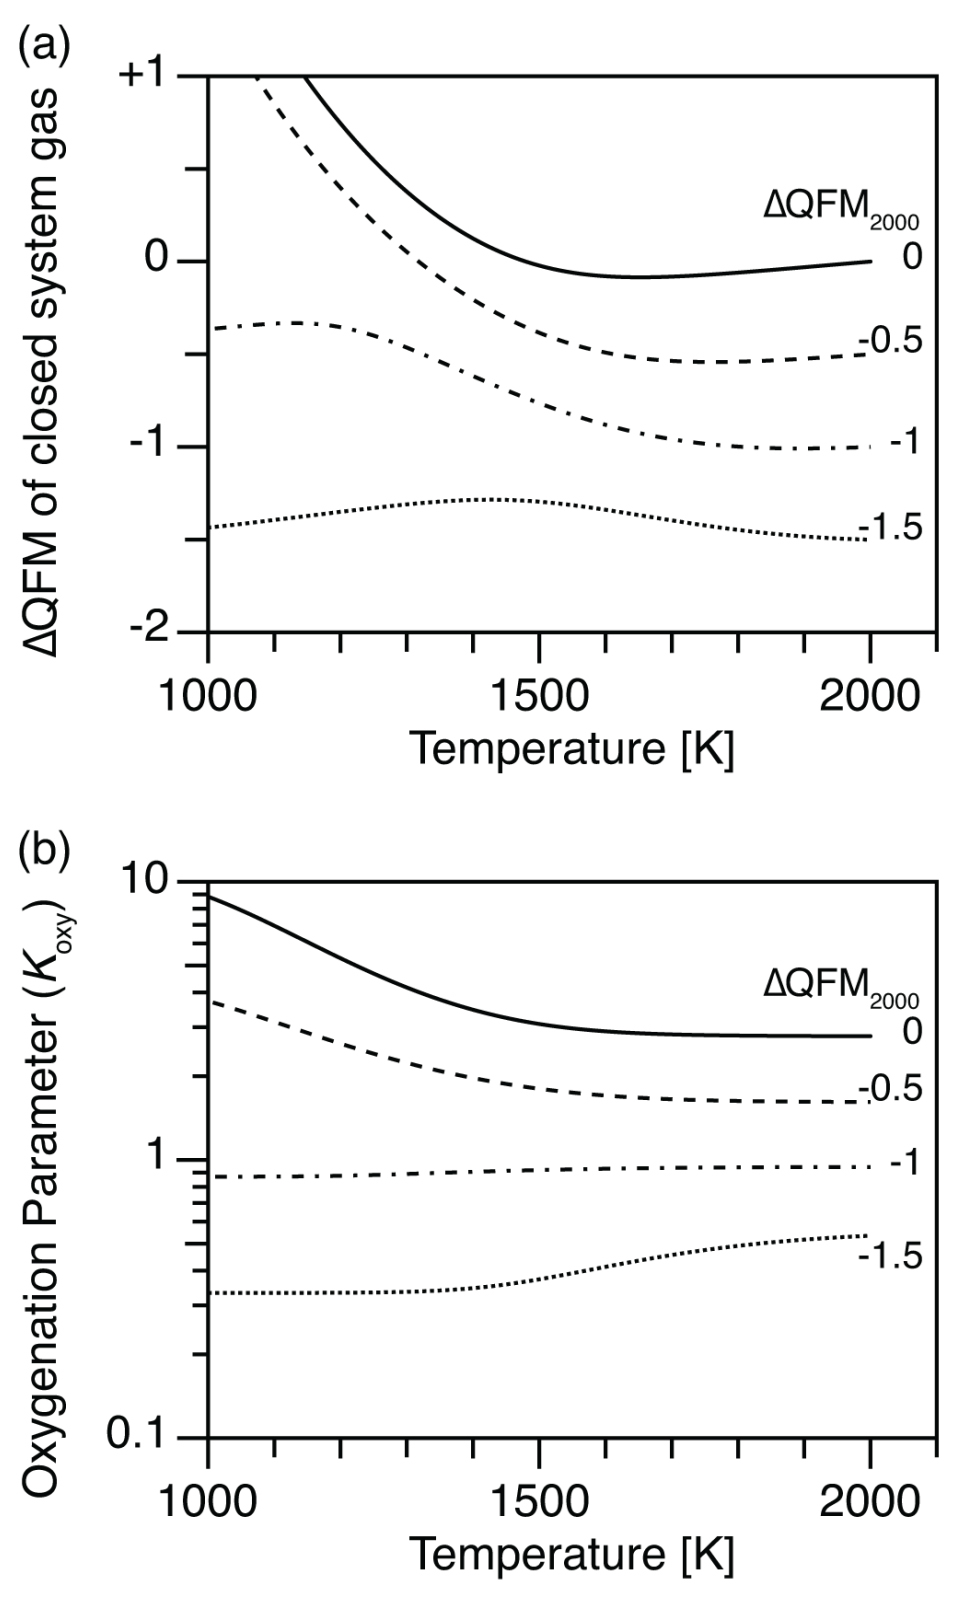 (a)
ΔQFM of closed system gas
+1
0
-1
-2
ΔQFM2000
0
-0.5
-1
-1.5
1000 1500 2000
Temperature [K]
(b)
Oxygenation Parameter (Koxy)
10
1
0.1
ΔQFM2000
0
-0.5
-1
-1.5
1000 1500 2000
Temperature [K]